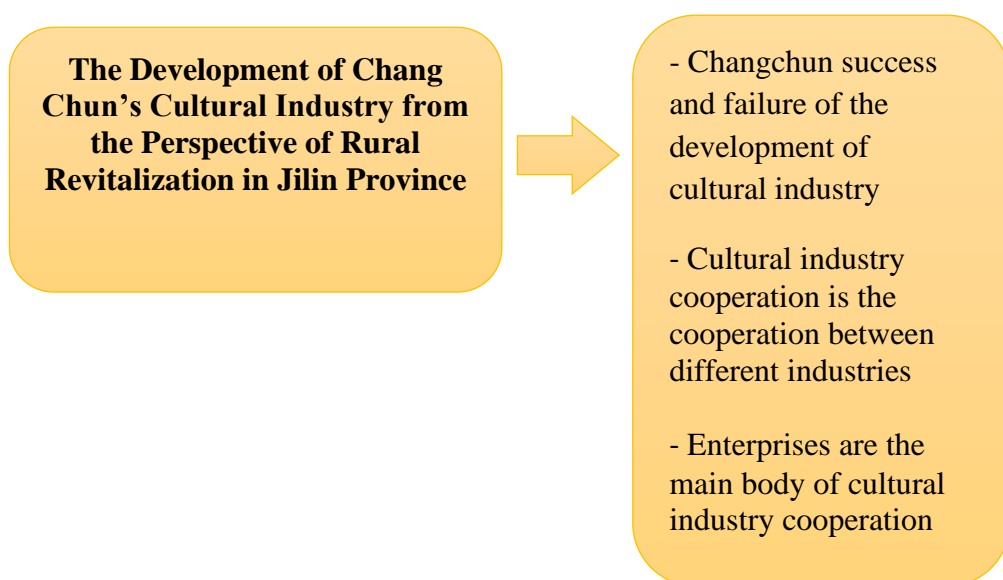 The Development of Chang
Chun’s Cultural Industry from
the Perspective of Rural
Revitalization in Jilin Province
- Changchun success
and failure of the
development of
cultural industry
- Cultural industry
cooperation is the
cooperation between
different industries
- Enterprises are the
main body of cultural
industry cooperation